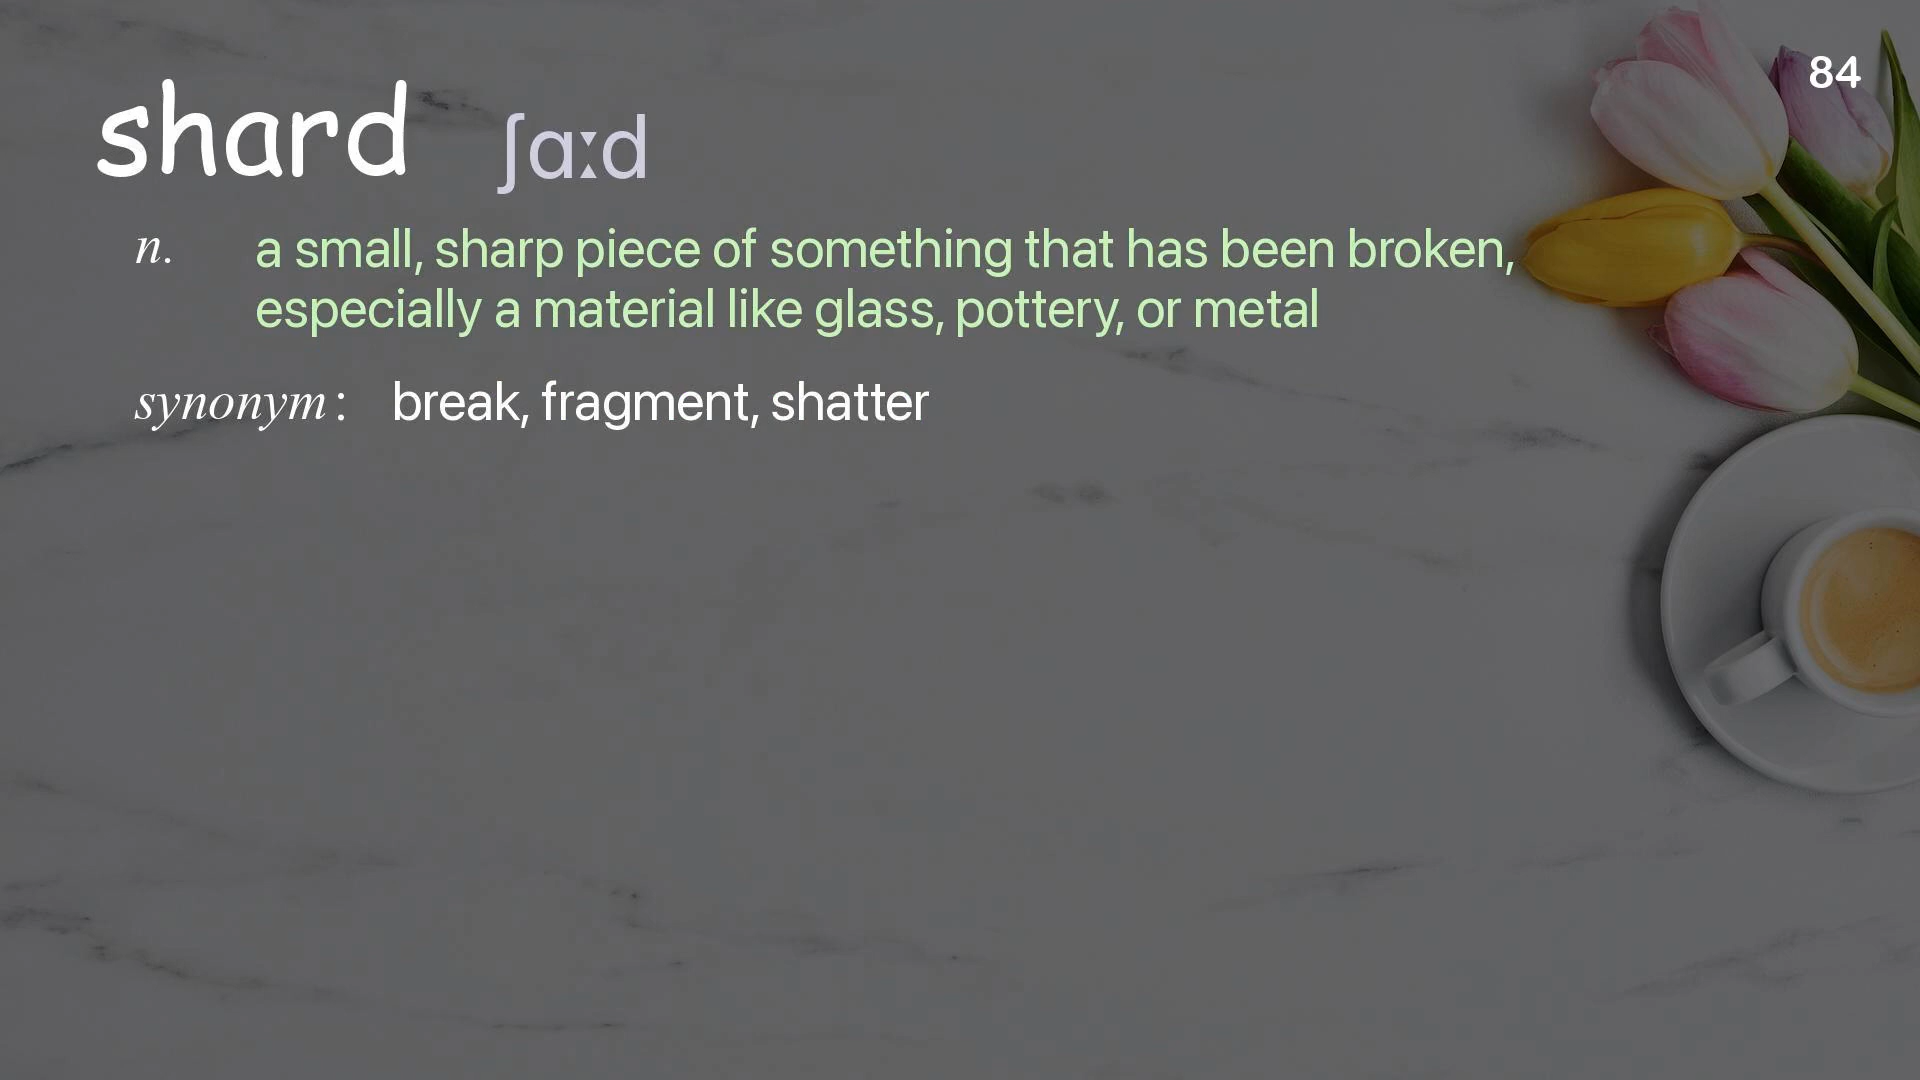 84
shard ʃɑːd
n. a small, sharp piece of something that has been broken,
especially a material like glass, pottery, or metal
synonym: break, fragment, shatter